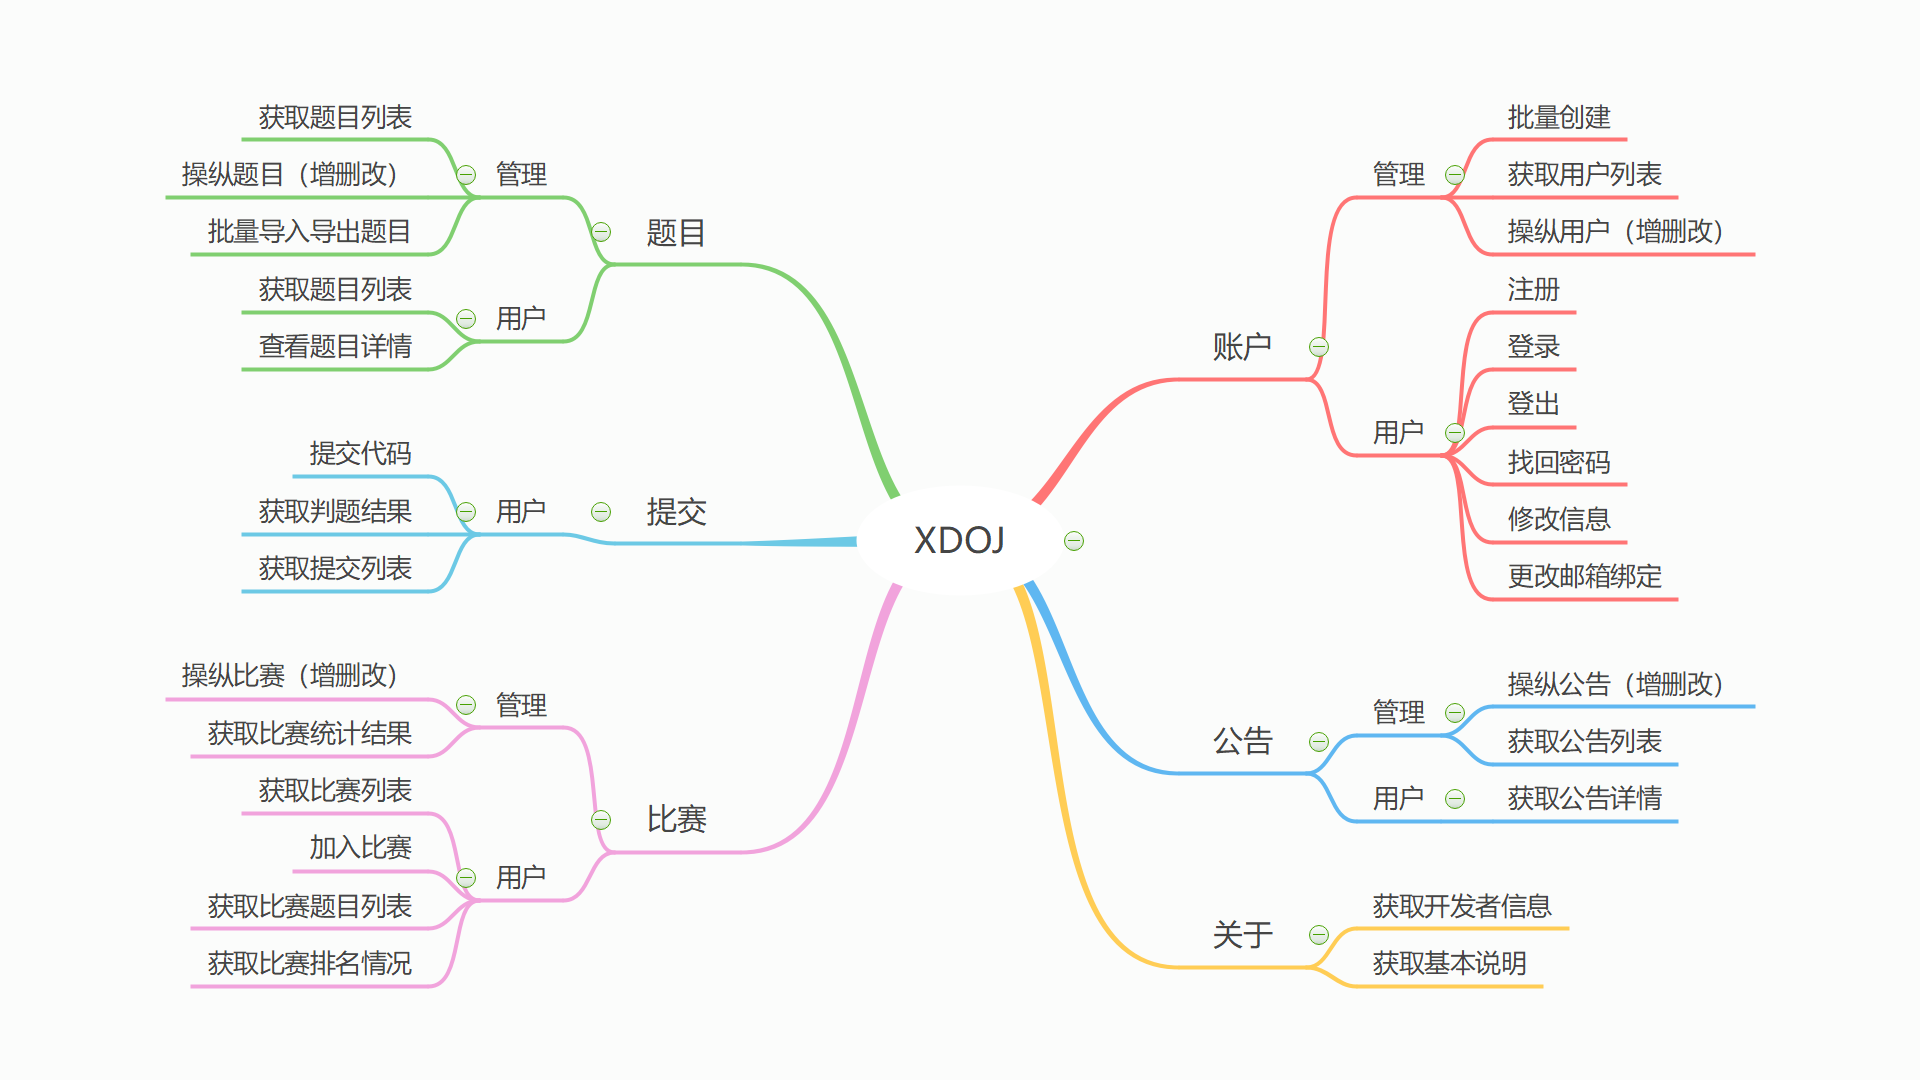 XDOJ
题目
管理
获取题目列表
操纵题目（增删改）
批量导入导出题目
用户
获取题目列表
查看题目详情
提交
用户
提交代码
获取判题结果
获取提交列表
比赛
管理
操纵比赛（增删改）
获取比赛统计结果
用户
获取比赛列表
加入比赛
获取比赛题目列表
获取比赛排名情况
账户
管理
批量创建
获取用户列表
操纵用户（增删改）
用户
注册
登录
登出
找回密码
修改信息
更改邮箱绑定
公告
管理
操纵公告（增删改）
获取公告列表
用户
获取公告详情
关于
获取开发者信息
获取基本说明